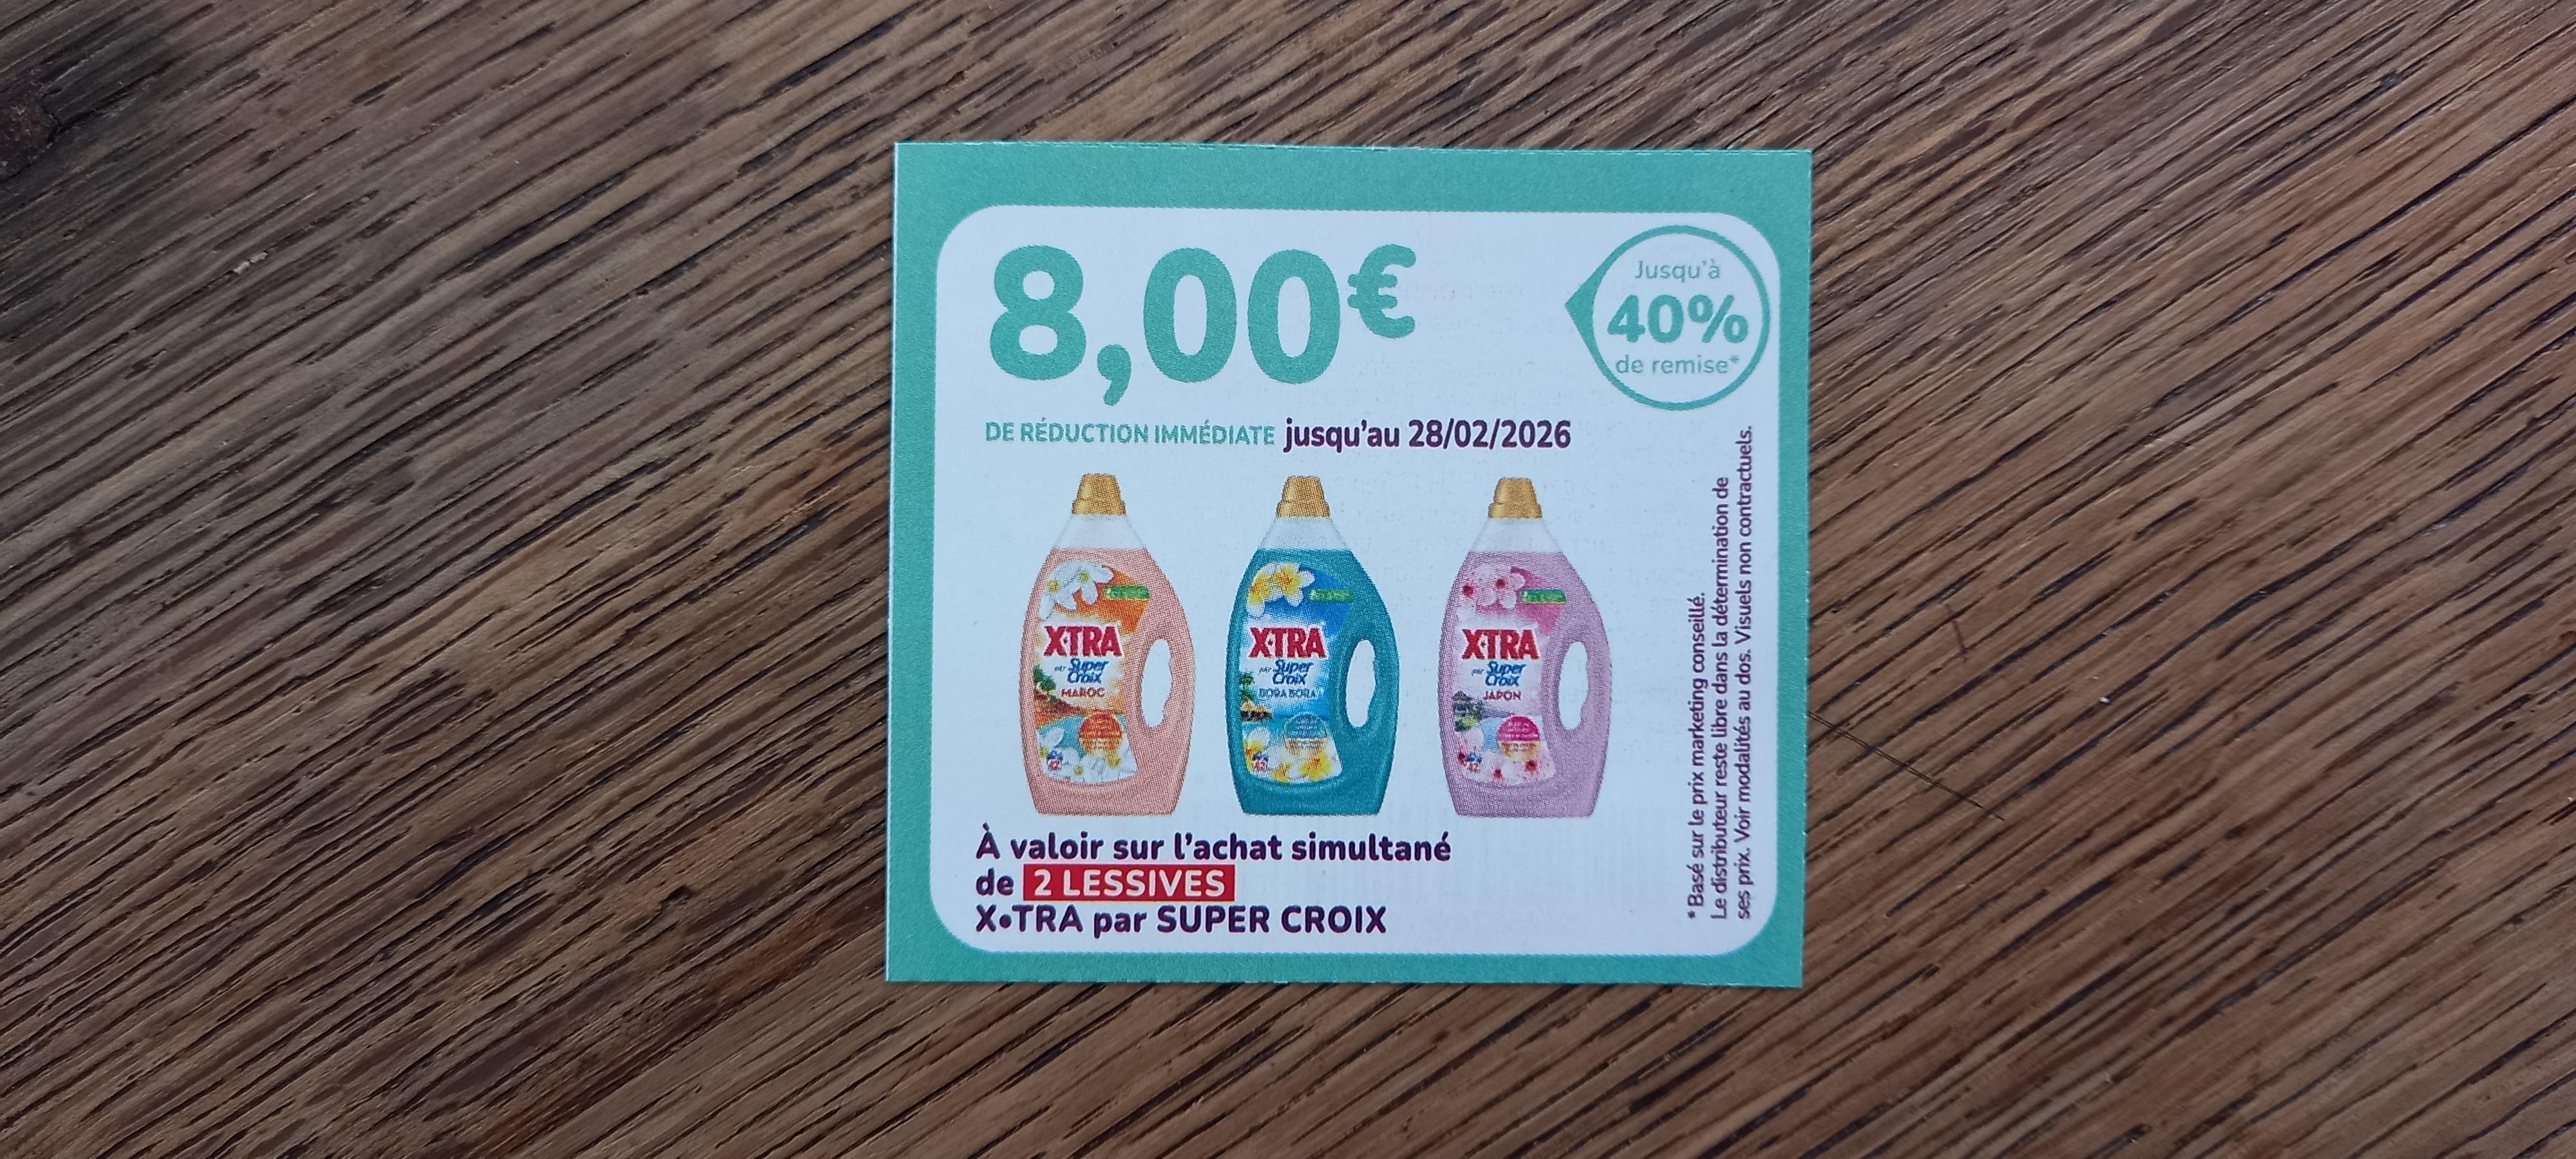 8,00€
Jusqu'à
40%
de remise*
DE RÉDUCTION IMMÉDIATE jusqu'au 28/02/2026
X•TRA
par Super
Croix
MAROC
X•TRA
par Super
Croix
BORA BORA
X•TRA
par Super
Croix
JAPON
À valoir sur l'achat simultané
de 2 LESSIVES
X•TRA par SUPER CROIX
* Basé sur le prix marketing conseillé.
Le distributeur reste libre dans la détermination de
ses prix. Voir modalités au dos. Visuels non contractuels.